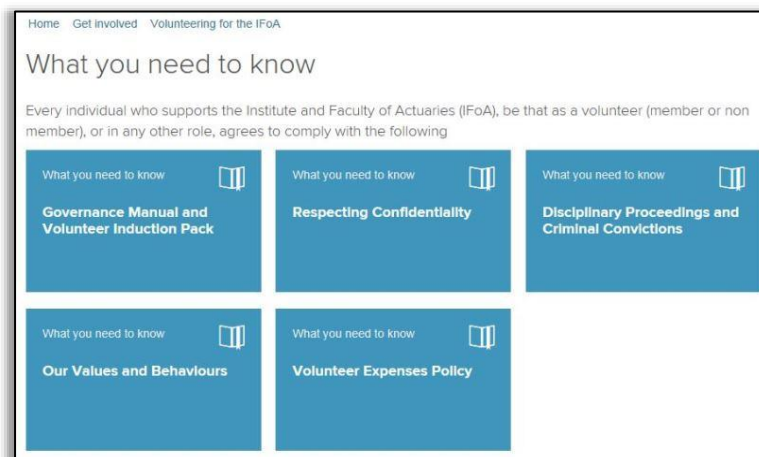 Home Get involved Volunteering for the IFoA
What you need to know
Every individual who supports the Institute and Faculty of Actuaries (IFoA), be that as a volunteer (member or non
member), or in any other role, agrees to comply with the following
What you need to know
Governance Manual and
Volunteer Induction Pack
What you need to know
Respecting Confidentiality
What you need to know
Disciplinary Proceedings and
Criminal Convictions
What you need to know
Our Values and Behaviours
What you need to know
Volunteer Expenses Policy